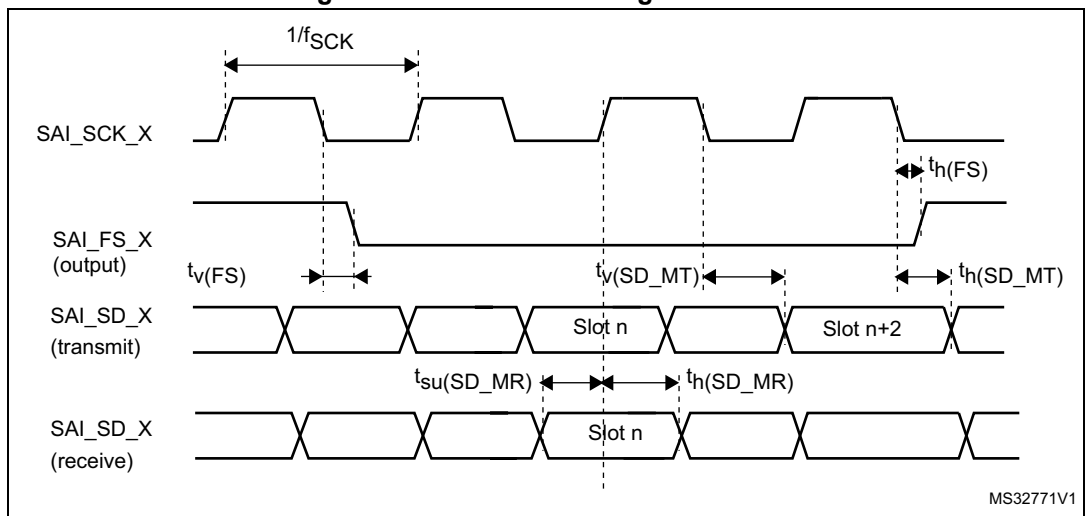 1/fSCK
SAI_SCK_X
th(FS)
SAI_FS_X
(output)
tv(FS)
tv(SD_MT)
th(SD_MT)
SAI_SD_X
(transmit)
Slot n
Slot n+2
tsu(SD_MR)
th(SD_MR)
SAI_SD_X
(receive)
Slot n
MS32771V1